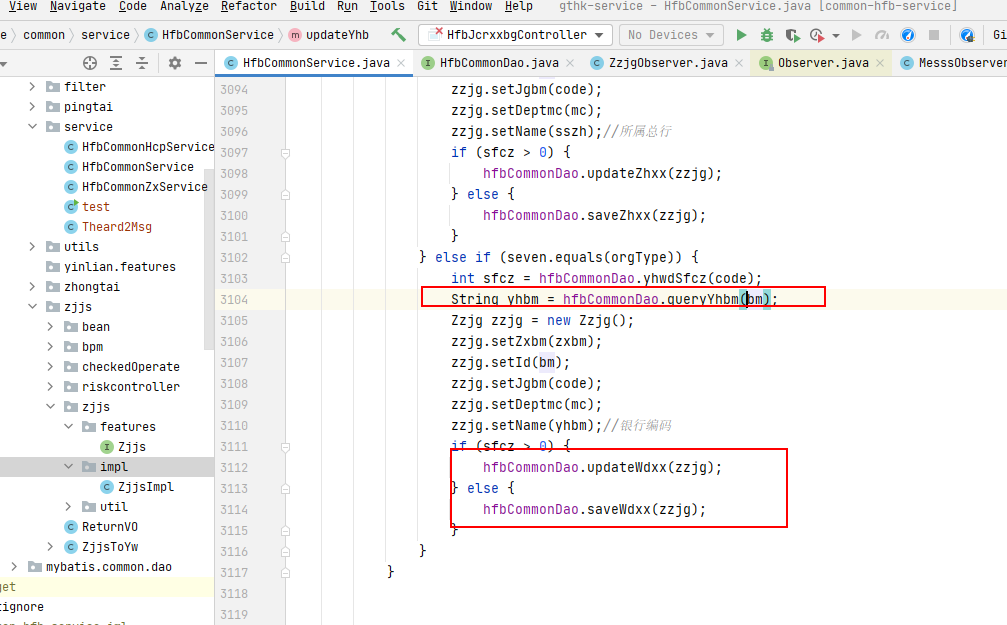 View Navigate Code Analyze Refactor Build Run Tools Git Window Help gthk-service - HfbCommonService.java [common-hfb-service]
e common service HfbCommonService updateYhb HfbJcrxxbgController No Devices Gi
HfbCommonService.java HfbCommonDao.java ZzjgObserver.java Observer.java MesssObserver
filter
pingtai
service
HfbCommonHcpService
HfbCommonService
HfbCommonZxService
test
Theard2Msg
utils
yinlian.features
zhongtai
zjjs
bean
bpm
checkedOperate
riskcontroller
zjjs
features
Zjjs
impl
ZjjsImpl
util
ReturnVO
ZjjsToYw
mybatis.common.dao
get
tignore
3094 zzjg.setJgbm(code);
3095 zzjg.setDeptmc(mc);
3096 zzjg.setName(sszh);//所属总行
3097 if (sfcz > 0) {
3098 hfbCommonDao.updateZhxx(zzjg);
3099 } else {
3100 hfbCommonDao.saveZhxx(zzjg);
3101 }
3102 } else if (seven.equals(orgType)) {
3103 int sfcz = hfbCommonDao.yhwdSfcz(code);
3104 String yhbm = hfbCommonDao.queryYhbm(bm);
3105 Zzjg zzjg = new Zzjg();
3106 zzjg.setZxbm(zxbm);
3107 zzjg.setId(bm);
3108 zzjg.setJgbm(code);
3109 zzjg.setDeptmc(mc);
3110 zzjg.setName(yhbm);//银行编码
3111 if (sfcz > 0) {
3112 hfbCommonDao.updateWdxx(zzjg);
3113 } else {
3114 hfbCommonDao.saveWdxx(zzjg);
3115 }
3116 }
3117 }
3118
3119